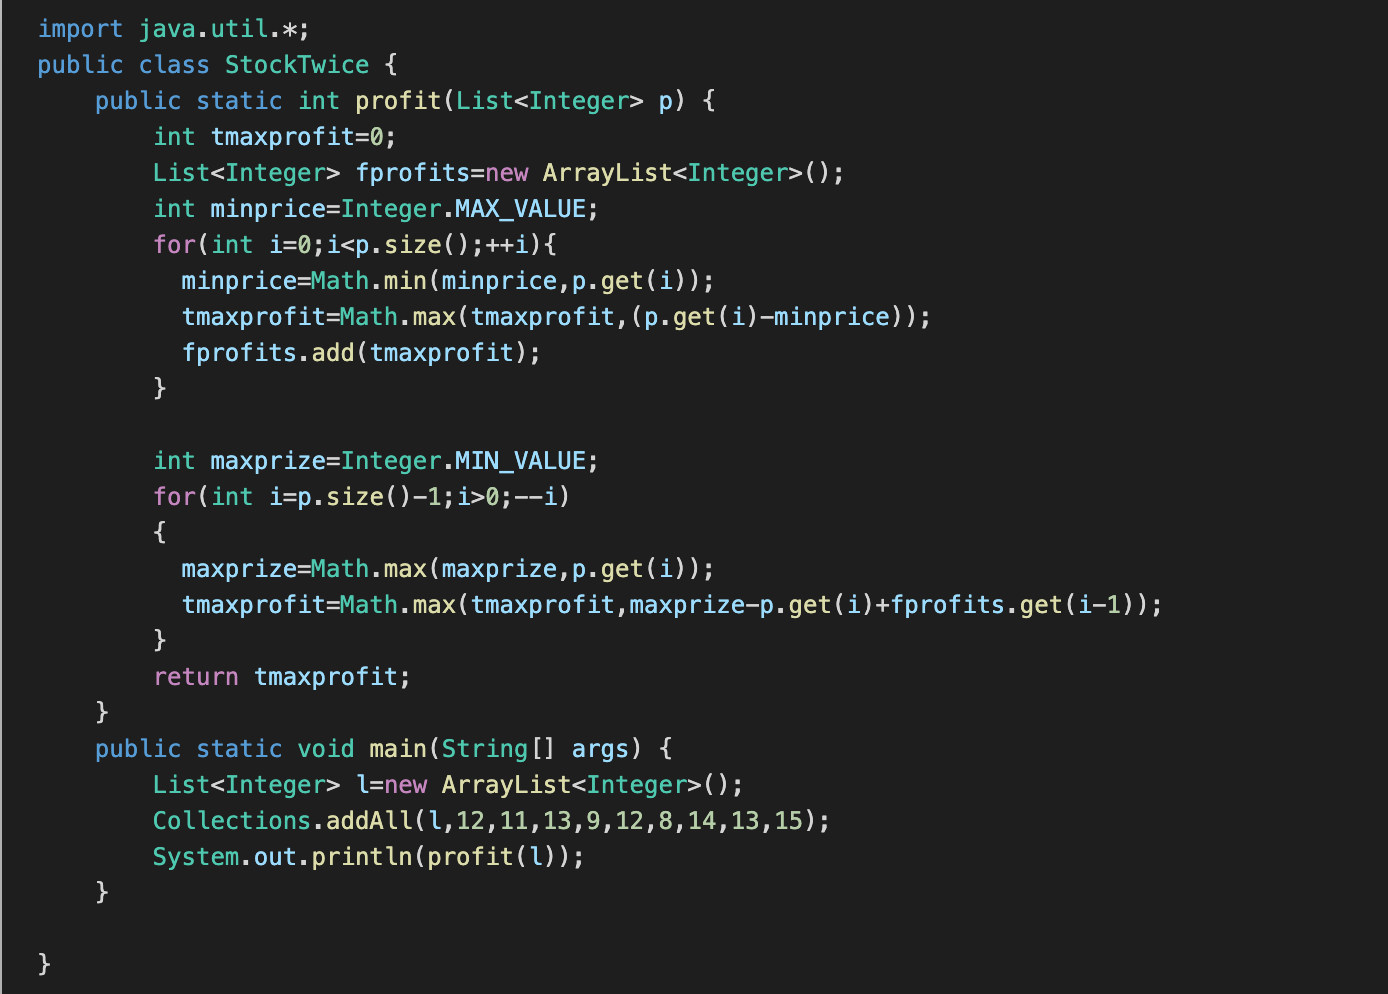 import java.util.*;
public class StockTwice {
    public static int profit(List<Integer> p) {
        int tmaxprofit=0;
        List<Integer> fprofits=new ArrayList<Integer>();
        int minprice=Integer.MAX_VALUE;
        for(int i=0;i<p.size();++i){
          minprice=Math.min(minprice,p.get(i));
          tmaxprofit=Math.max(tmaxprofit,(p.get(i)-minprice));
          fprofits.add(tmaxprofit);
        }

        int maxprize=Integer.MIN_VALUE;
        for(int i=p.size()-1;i>0;--i)
        {
          maxprize=Math.max(maxprize,p.get(i));
          tmaxprofit=Math.max(tmaxprofit,maxprize-p.get(i)+fprofits.get(i-1));
        }
        return tmaxprofit;
    }
    public static void main(String[] args) {
        List<Integer> l=new ArrayList<Integer>();
        Collections.addAll(l,12,11,13,9,12,8,14,13,15);
        System.out.println(profit(l));
    }

}